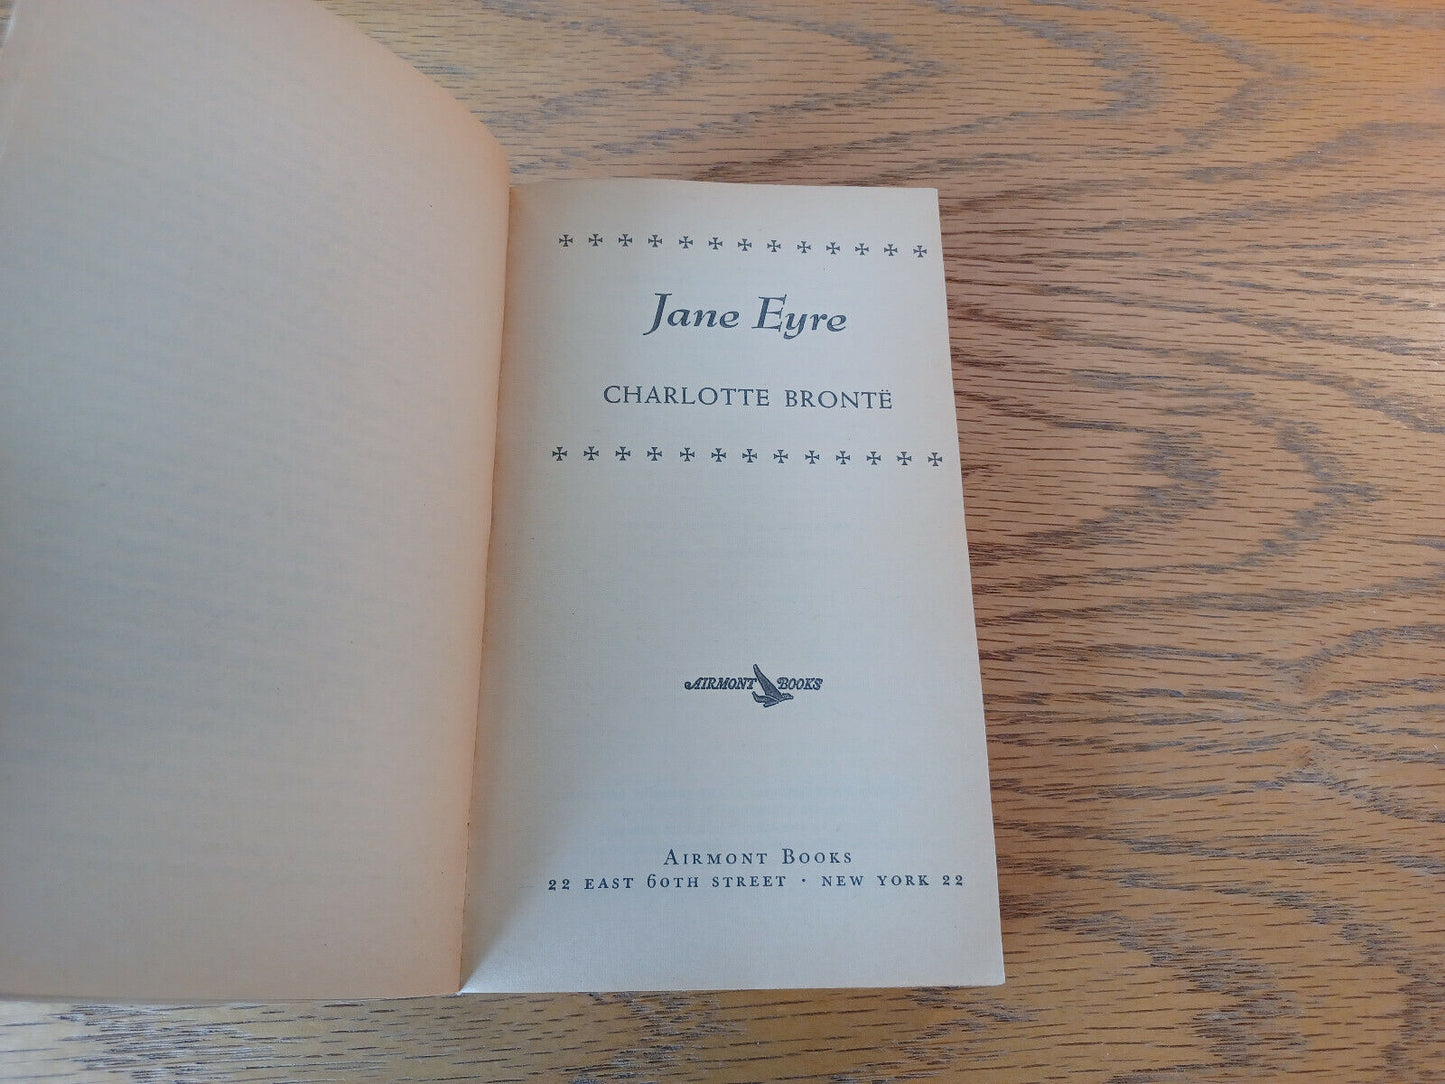 Jane Eyre
CHARLOTTE BRONTË
AIRMONT BOOKS
AIRMONT BOOKS
22 EAST 60TH STREET · NEW YORK 22